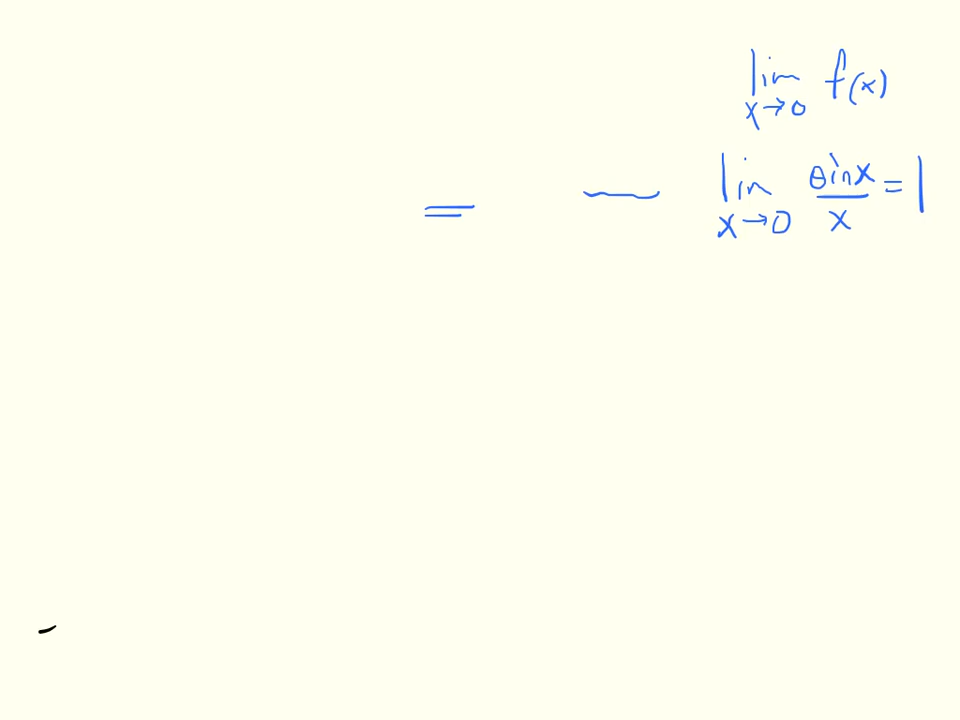 lim x→0 f(x)
lim x→0 sinx/x = 1